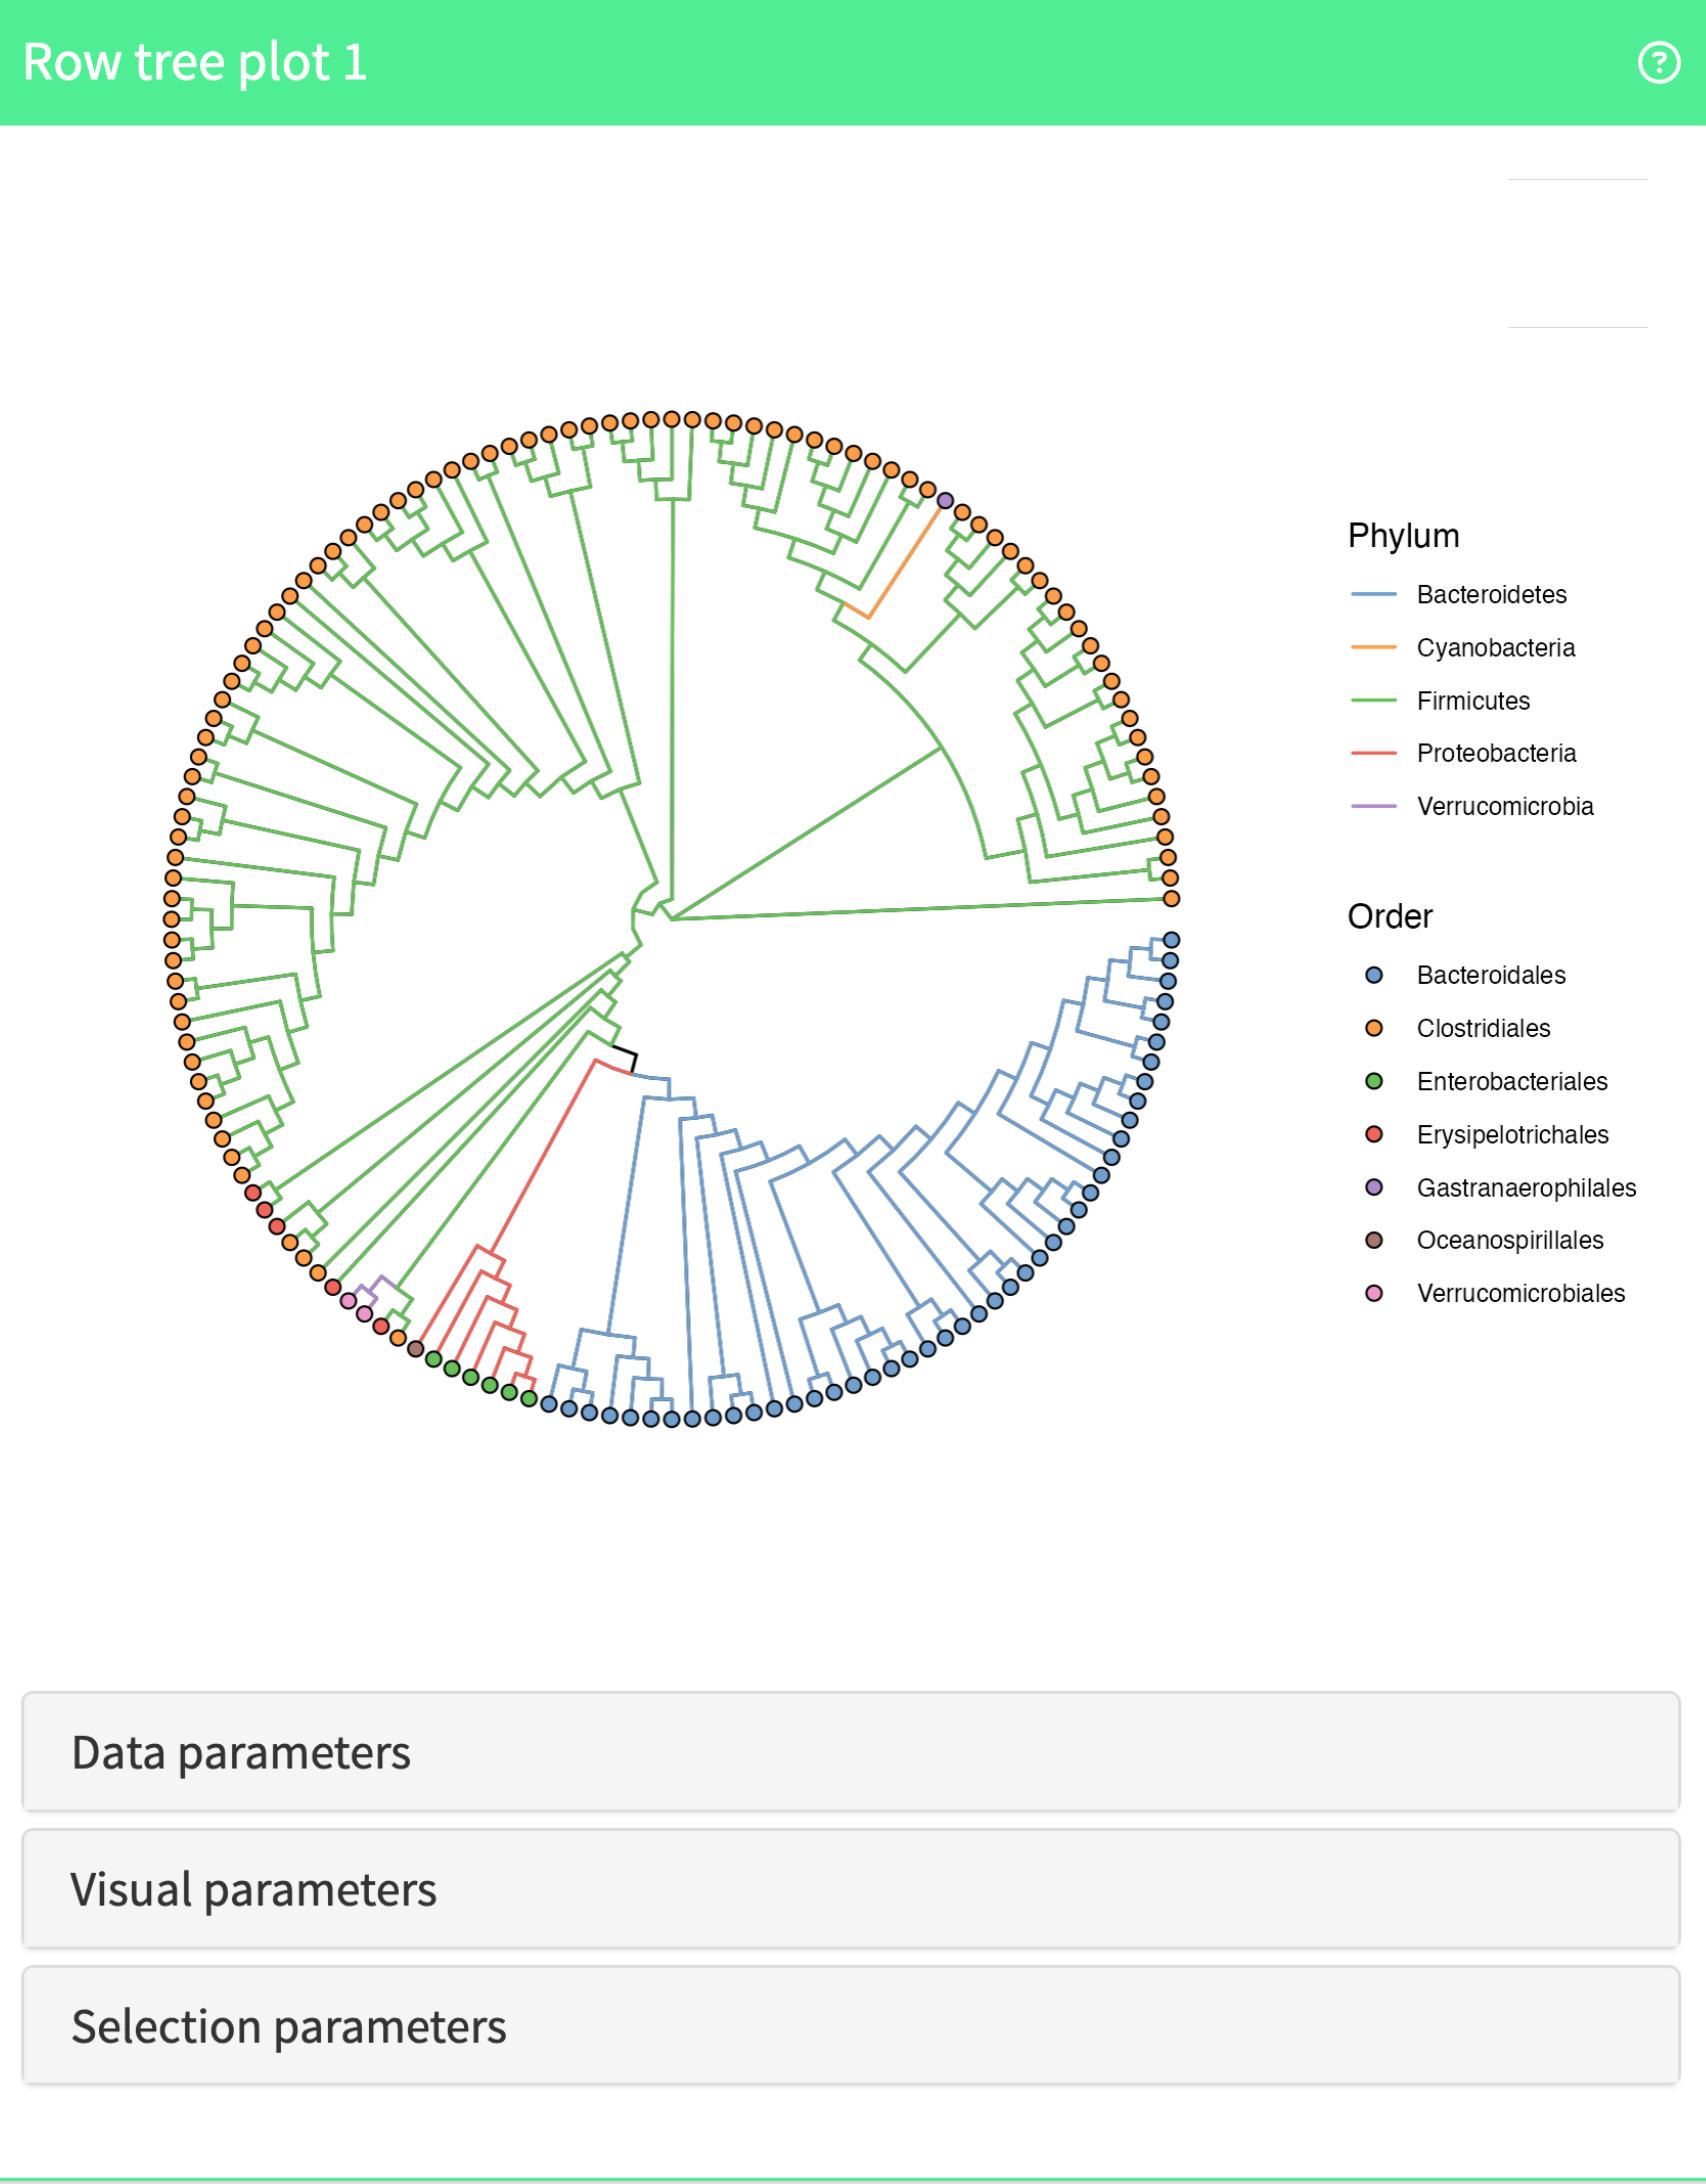 Row tree plot 1
?
Phylum
Bacteroidetes
Cyanobacteria
Firmicutes
Proteobacteria
Verrucomicrobia
Order
Bacteroidales
Clostridiales
Enterobacteriales
Erysipelotrichales
Gastranaerophilales
Oceanospirillales
Verrucomicrobiales
Data parameters
Visual parameters
Selection parameters